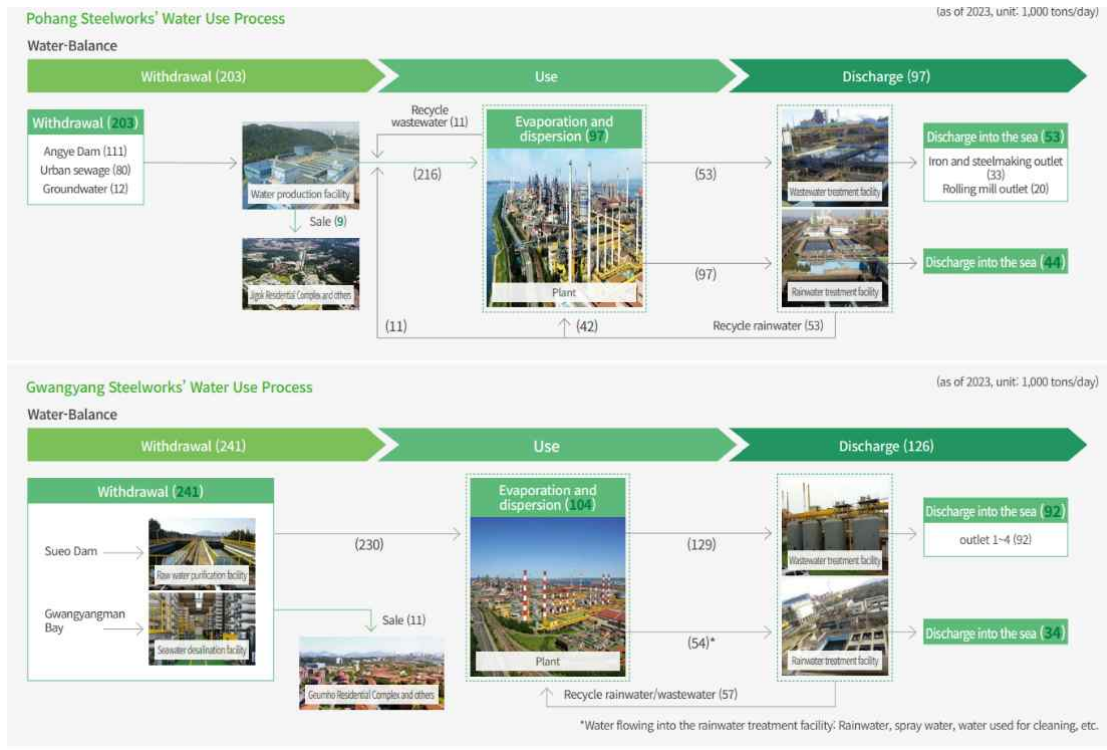 Pohang Steelworks' Water Use Process
(as of 2023, unit: 1,000 tons/day)
Water-Balance
Withdrawal (203)
Use
Discharge (97)
Withdrawal (203)
Angye Dam (111)
Urban sewage (80)
Groundwater (12)
Water production facility
Sale (9)
Jigok Residential Complex and others
Recycle
wastewater (11)
(216)
Evaporation and
dispersion (97)
Plant
(53)
(97)
Wastewater treatment facility
Rainwater treatment facility
Discharge into the sea (53)
Iron and steelmaking outlet
(33)
Rolling mill outlet (20)
Discharge into the sea (44)
(11)
(42)
Recycle rainwater (53)
Gwangyang Steelworks' Water Use Process
(as of 2023, unit: 1,000 tons/day)
Water-Balance
Withdrawal (241)
Use
Discharge (126)
Withdrawal (241)
Sueo Dam
Raw water purification facility
Gwangyangman
Bay
Seawater desalination facility
(230)
Sale (11)
Geumho Residential Complex and others
Evaporation and
dispersion (104)
Plant
(129)
(54)*
Wastewater treatment facility
Rainwater treatment facility
Discharge into the sea (92)
outlet 1~4 (92)
Discharge into the sea (34)
Recycle rainwater/wastewater (57)
*Water flowing into the rainwater treatment facility: Rainwater, spray water, water used for cleaning, etc.